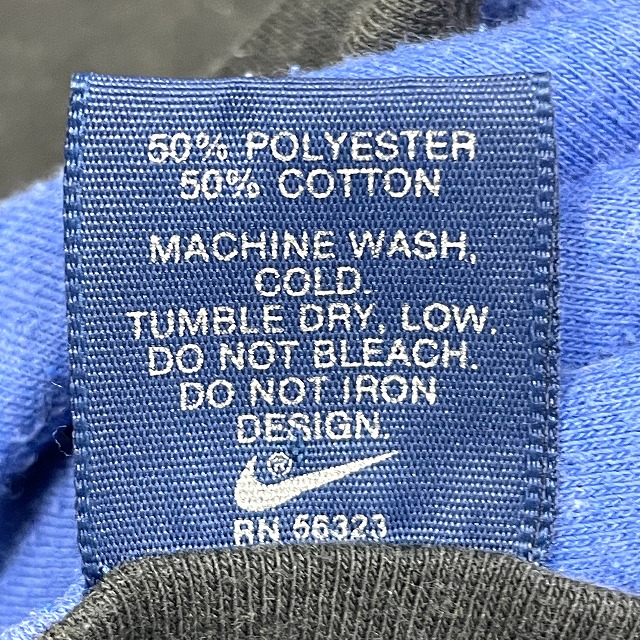 50% POLYESTER
50% COTTON
MACHINE WASH,
COLD.
TUMBLE DRY, LOW.
DO NOT BLEACH.
DO NOT IRON
DESIGN.
®
RN 56323